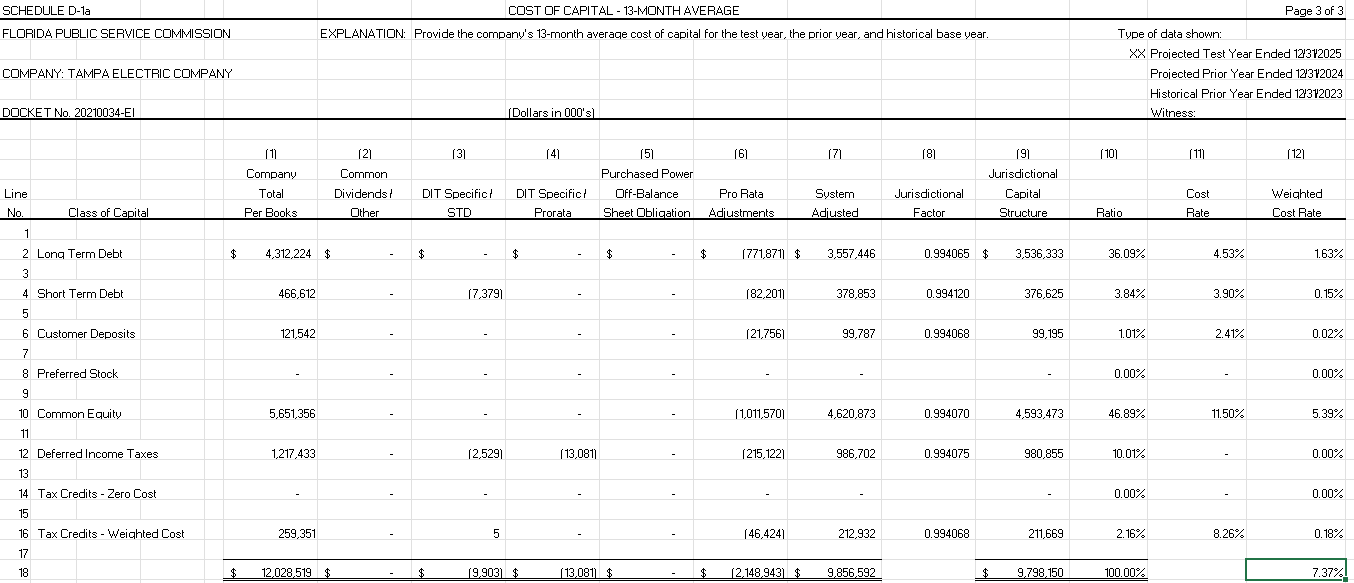 SCHEDULE D-1a COST OF CAPITAL - 13-MONTH AVERAGE Page 3 of 3
FLORIDA PUBLIC SERVICE COMMISSION EXPLANATION: Provide the company's 13-month average cost of capital for the test year, the prior year, and historical base year. Type of data shown:
XX Projected Test Year Ended 12/31/2025
COMPANY: TAMPA ELECTRIC COMPANY Projected Prior Year Ended 12/31/2024
Historical Prior Year Ended 12/31/2023
DOCKET No. 20210034-EI (Dollars in 000's) Witness:
(1) (2) (3) (4) (5) (6) (7) (8) (9) (10) (11) (12)
Company Common Purchased Power Jurisdictional
Line Total Dividends / DIT Specific / DIT Specific / Off-Balance Pro Rata System Jurisdictional Capital Cost Weighted
No. Class of Capital Per Books Other STD Prorata Sheet Obligation Adjustments Adjusted Factor Structure Ratio Rate Cost Rate
1
2 Long Term Debt $ 4,312,224 $ - $ - $ - $ - $ (771,871) $ 3,557,446 0.994065 $ 3,536,333 36.09% 4.53% 1.63%
3
4 Short Term Debt 466,612 - (7,379) - - (82,201) 378,853 0.994120 376,625 3.84% 3.90% 0.15%
5
6 Customer Deposits 121,542 - - - - (21,756) 99,787 0.994068 99,195 1.01% 2.41% 0.02%
7
8 Preferred Stock - - - - - - - - 0.00% 0.00%
9
10 Common Equity 5,651,356 - - - - (1,011,570) 4,620,873 0.994070 4,593,473 46.89% 11.50% 5.39%
11
12 Deferred Income Taxes 1,217,433 - (2,529) (13,081) - (215,122) 986,702 0.994075 980,855 10.01% - 0.00%
13
14 Tax Credits - Zero Cost - - - - - - - - 0.00% - 0.00%
15
16 Tax Credits - Weighted Cost 259,351 - 5 - - (46,424) 212,932 0.994068 211,669 2.16% 8.26% 0.18%
17
18 $ 12,028,519 $ - $ (9,903) $ (13,081) $ - $ (2,148,943) $ 9,856,592 $ 9,798,150 100.00% 7.37%